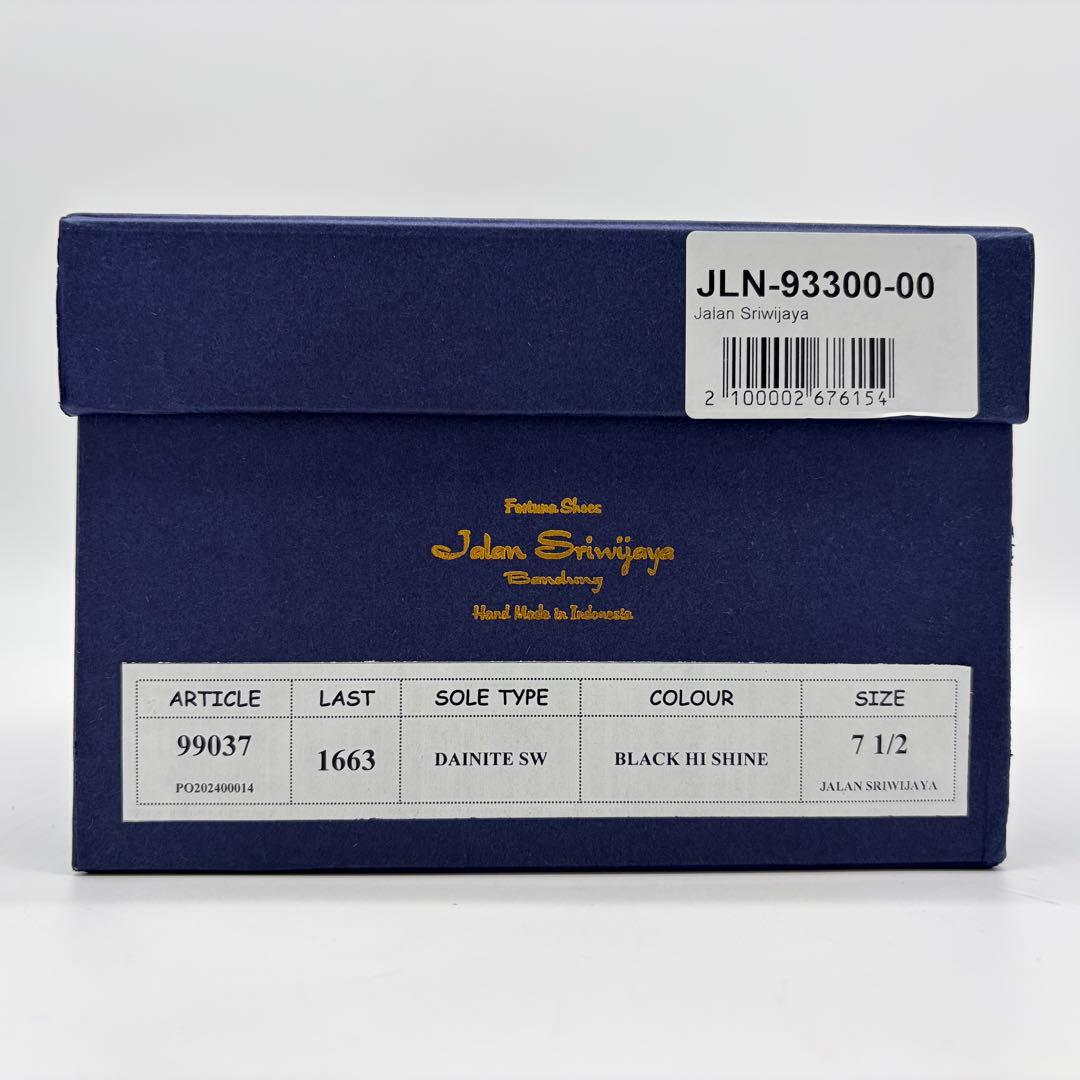 JLN-93300-00
Jalan Sriwijaya
2 100002 676154
Fortuna Shoes
Jalan Sriwijaya
Bandung
Hand Made in Indonesia
ARTICLE LAST SOLE TYPE COLOUR SIZE
99037 1663 DAINITE SW BLACK HI SHINE 7 1/2
PO202400014 JALAN SRIWIJAYA